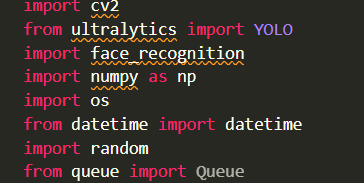 import cv2
from ultralytics import YOLO
import face_recognition
import numpy as np
import os
from datetime import datetime
import random
from queue import Queue